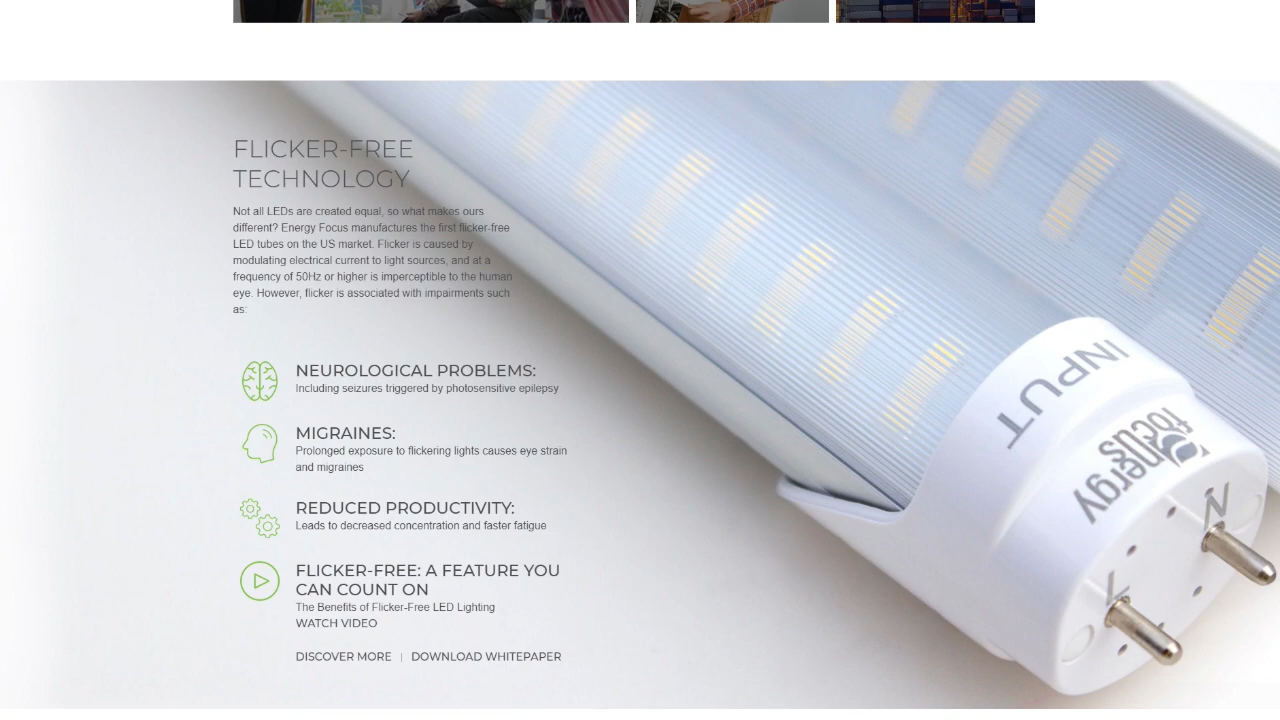 FLICKER-FREE
TECHNOLOGY
Not all LEDs are created equal, so what makes ours
different? Energy Focus manufactures the first flicker-free
LED tubes on the US market. Flicker is caused by
modulating electrical current to light sources, and at a
frequency of 50Hz or higher is imperceptible to the human
eye. However, flicker is associated with impairments such
as:
NEUROLOGICAL PROBLEMS:
Including seizures triggered by photosensitive epilepsy
MIGRAINES:
Prolonged exposure to flickering lights causes eye strain
and migraines
REDUCED PRODUCTIVITY:
Leads to decreased concentration and faster fatigue
FLICKER-FREE: A FEATURE YOU
CAN COUNT ON
The Benefits of Flicker-Free LED Lighting
WATCH VIDEO
DISCOVER MORE | DOWNLOAD WHITEPAPER
INPUT
energy
focus
N
L